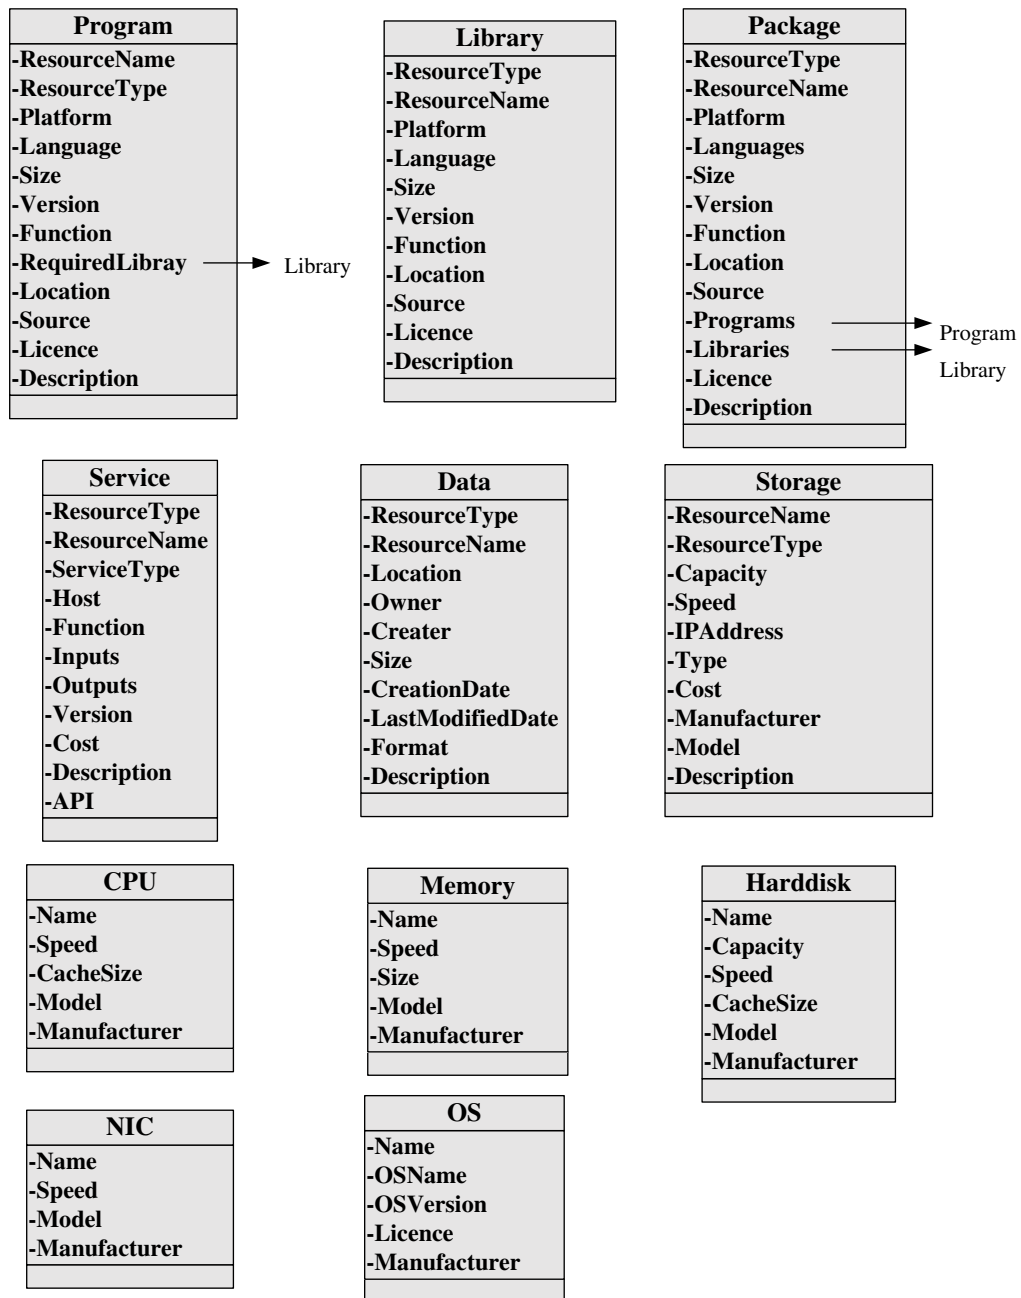 Program
-ResourceName
-ResourceType
-Platform
-Language
-Size
-Version
-Function
-RequiredLibray
Library
-Location
-Source
-Licence
-Description
Library
-ResourceType
-ResourceName
-Platform
-Language
-Size
-Version
-Function
-Location
-Source
-Licence
-Description
Package
-ResourceType
-ResourceName
-Platform
-Languages
-Size
-Version
-Function
-Location
-Source
-Programs
Program
-Libraries
Library
-Licence
-Description
Service
-ResourceType
-ResourceName
-ServiceType
-Host
-Function
-Inputs
-Outputs
-Version
-Cost
-Description
-API
Data
-ResourceType
-ResourceName
-Location
-Owner
-Creater
-Size
-CreationDate
-LastModifiedDate
-Format
-Description
Storage
-ResourceName
-ResourceType
-Capacity
-Speed
-IPAddress
-Type
-Cost
-Manufacturer
-Model
-Description
CPU
-Name
-Speed
-CacheSize
-Model
-Manufacturer
Memory
-Name
-Speed
-Size
-Model
-Manufacturer
Harddisk
-Name
-Capacity
-Speed
-CacheSize
-Model
-Manufacturer
NIC
-Name
-Speed
-Model
-Manufacturer
OS
-Name
-OSName
-OSVersion
-Licence
-Manufacturer